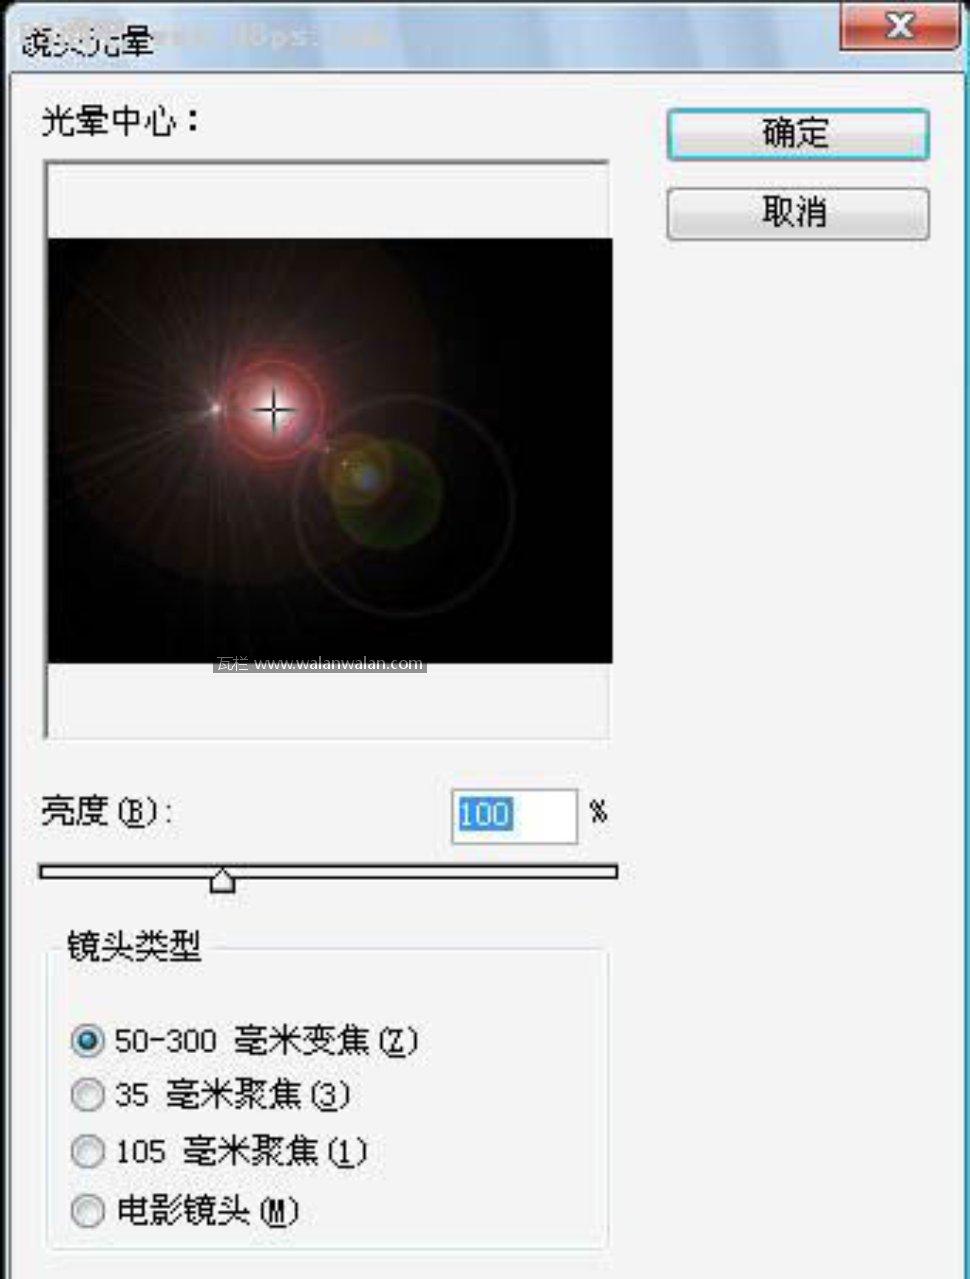 镜头光晕
光晕中心：
确定
取消
瓦栏 www.walanwalan.com
亮度(B):
100 %
镜头类型
50-300 毫米变焦(Z)
35 毫米聚焦(3)
105 毫米聚焦(1)
电影镜头(M)